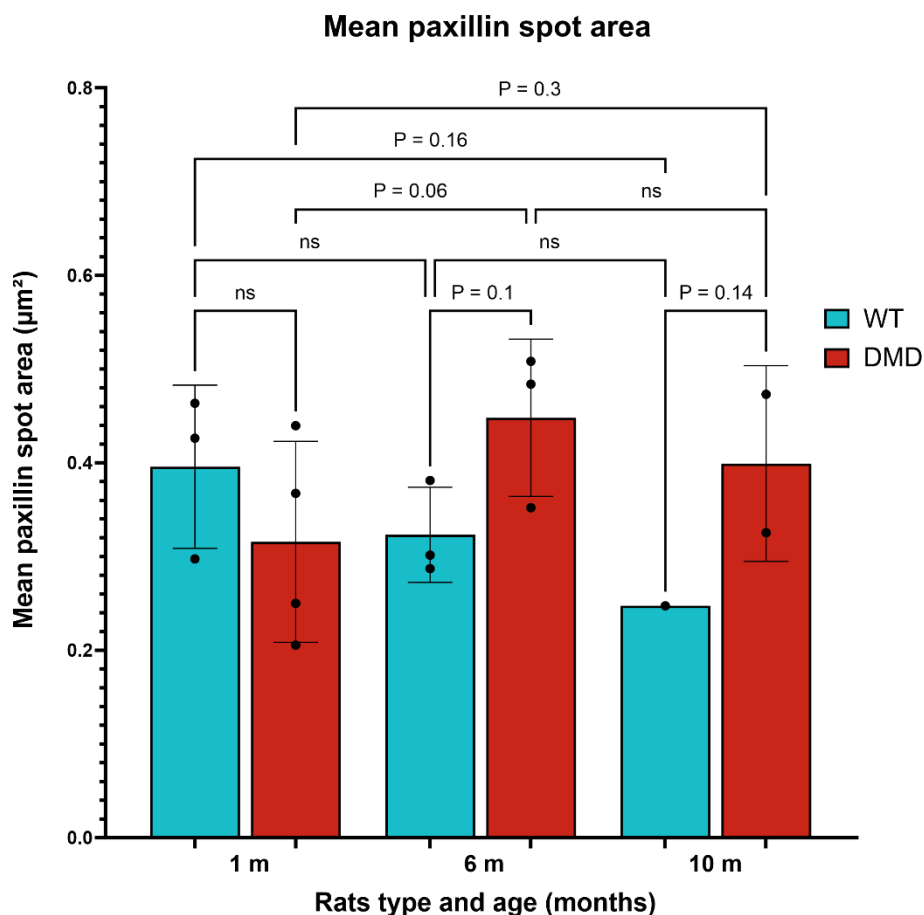 Mean paxillin spot area
Mean paxillin spot area (µm²)
0.8
0.6
0.4
0.2
0.0
P = 0.3
P = 0.16
P = 0.06
ns
ns
ns
ns
P = 0.1
P = 0.14
WT
DMD
1 m
6 m
10 m
Rats type and age (months)